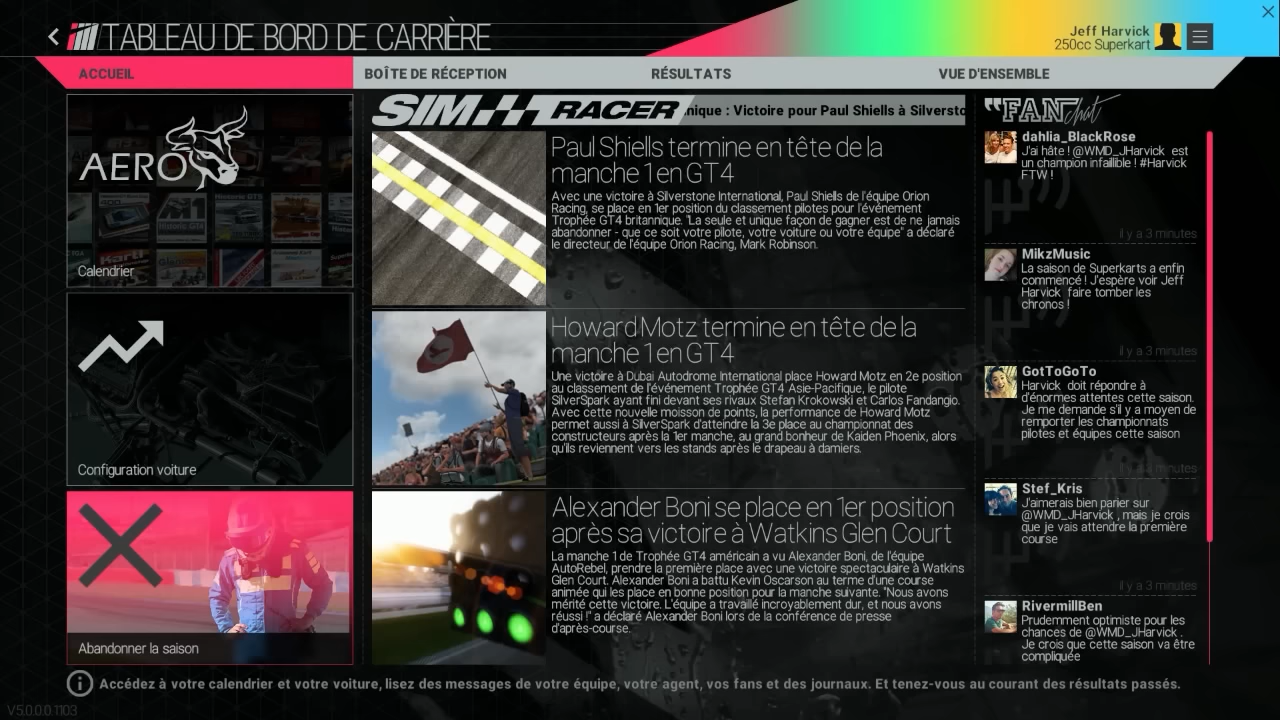 TABLEAU DE BORD DE CARRIÈRE
Jeff Harvick
250cc Superkart
ACCUEIL
BOÎTE DE RÉCEPTION
RÉSULTATS
VUE D'ENSEMBLE
AERO
Calendrier
Configuration voiture
Abandonner la saison
SIM RACER
nique : Victoire pour Paul Shiells à Silversto
Paul Shiells termine en tête de la
manche 1 en GT4
Avec une victoire à Silverstone International, Paul Shiells de l'équipe Orion
Racing, se place en 1er position du classement pilotes pour l'événement
Trophée GT4 britannique. "La seule et unique façon de gagner est de ne jamais
abandonner - que ce soit votre pilote, votre voiture ou votre équipe" a déclaré
le directeur de l'équipe Orion Racing, Mark Robinson.
Howard Motz termine en tête de la
manche 1 en GT4
Une victoire à Dubai Autodrome International place Howard Motz en 2e position
au classement de l'événement Trophée GT4 Asie-Pacifique, le pilote
SilverSpark ayant fini devant ses rivaux Stefan Krokowski et Carlos Fandango.
Avec cette nouvelle moisson de points, la performance de Howard Motz
permet aussi à SilverSpark d'atteindre la 3e place au championnat des
constructeurs après la 1er manche, au grand bonheur de Kaiden Phoenix, alors
qu'ils reviennent vers les stands après le drapeau à damiers.
Alexander Boni se place en 1er position
après sa victoire à Watkins Glen Court
La manche 1 de Trophée GT4 américain a vu Alexander Boni, de l'équipe
AutoRebel, prendre la première place avec une victoire spectaculaire à Watkins
Glen Court. Alexander Boni a battu Kevin Oscarson au terme d'une course
animée qui les place en bonne position pour la manche suivante. "Nous avons
mérité cette victoire. L'équipe a travaillé incroyablement dur, et nous avons
réussi !" a déclaré Alexander Boni lors de la conférence de presse
d'après-course.
"FAN chat
dahlia_BlackRose
J'ai hâte ! @WMD_JHarvick est
un champion infaillible ! #Harvick
FTW !
il y a 3 minutes
MikzMusic
La saison de Superkarts a enfin
commencé ! J'espère voir Jeff
Harvick faire tomber les
chronos !
il y a 3 minutes
GotToGoTo
Harvick doit répondre à
d'énormes attentes cette saison.
Je me demande s'il y a moyen de
remporter les championnats
pilotes et équipes cette saison
il y a 3 minutes
Stef_Kris
J'aimerais bien parier sur
@WMD_JHarvick , mais je crois
que je vais attendre la première
course
il y a 3 minutes
RivermillBen
Prudemment optimiste pour les
chances de @WMD_JHarvick .
Je crois que cette saison va être
compliquée
Accédez à votre calendrier et votre voiture, lisez des messages de votre équipe, votre agent, vos fans et des journaux. Et tenez-vous au courant des résultats passés.
V5.0.0.0.1103